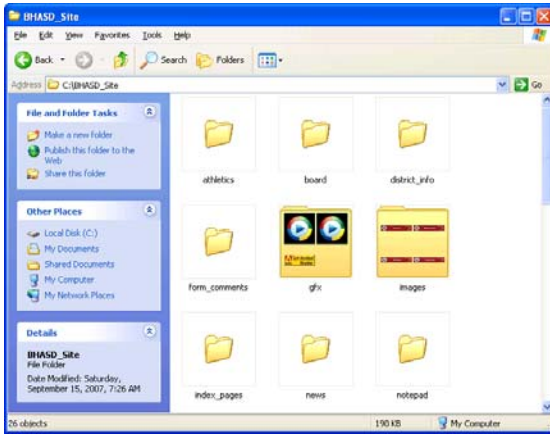 BHASD_Site
File Edit View Favorites Tools Help
Back Search Folders
Address C:\BHASD_Site Go
File and Folder Tasks
Make a new folder
Publish this folder to the
Web
Share this folder
Other Places
Local Disk (C:)
My Documents
Shared Documents
My Computer
My Network Places
Details
BHASD_Site
File Folder
Date Modified: Saturday,
September 15, 2007, 7:26 AM
athletics board district_info
form_comments gfx images
index_pages news notepad
26 objects 190 KB My Computer